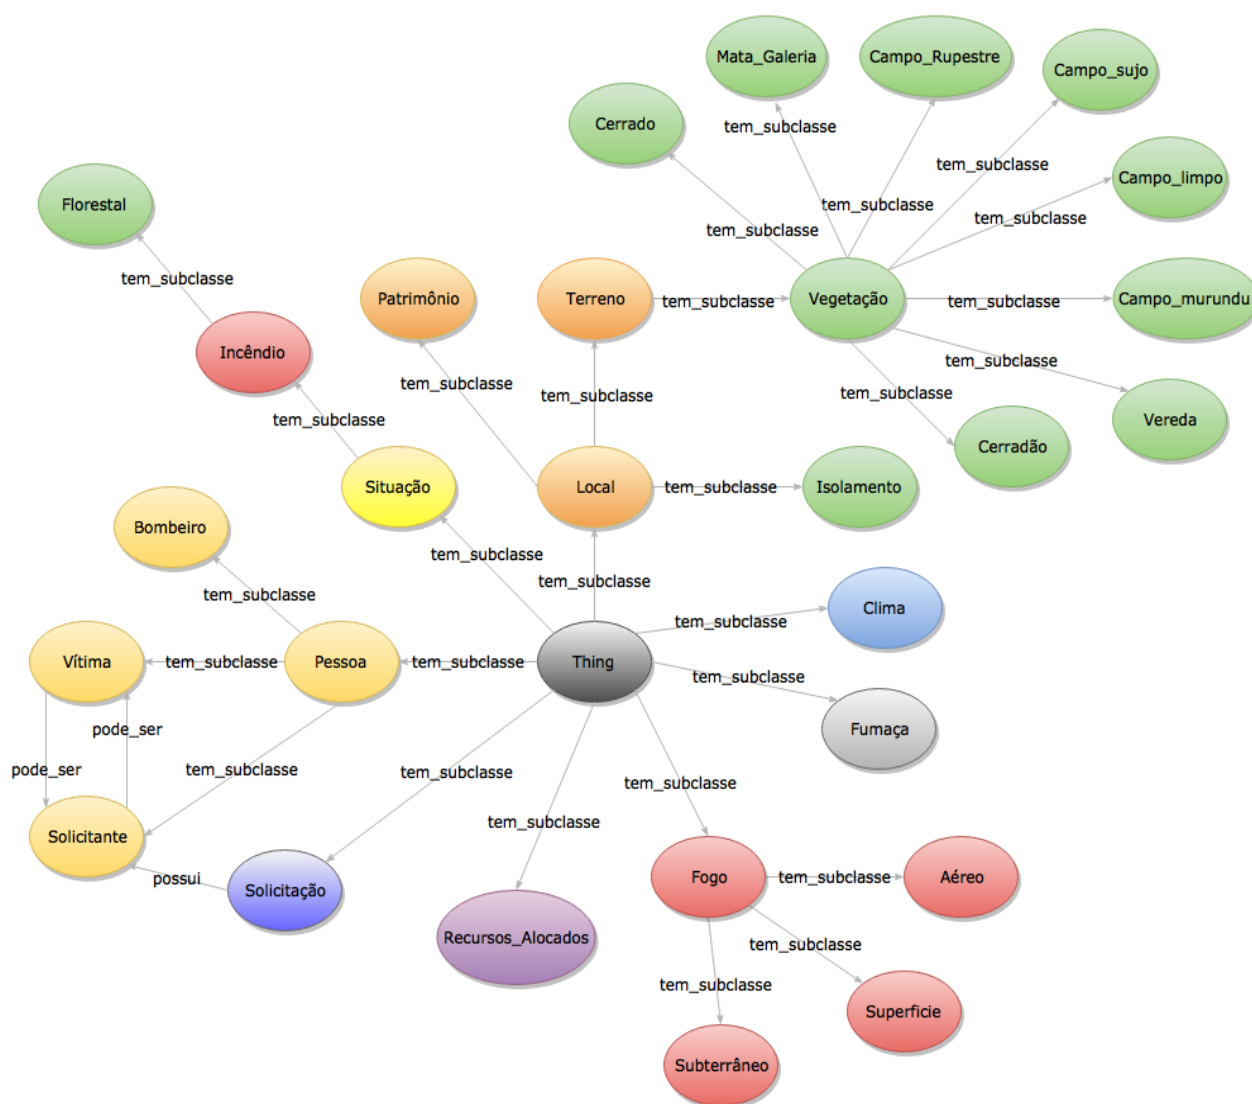 Mata_Galeria
Campo_Rupestre
Campo_sujo
Cerrado
tem_subclasse
tem_subclasse
Campo_limpo
Florestal
tem_subclasse
tem_subclasse
tem_subclasse
tem_subclasse
Patrimônio
Terreno
tem_subclasse
Vegetação
tem_subclasse
Campo_murundu
Incêndio
tem_subclasse
tem_subclasse
tem_subclasse
tem_subclasse
tem_subclasse
Vereda
Cerradão
Situação
Local
tem_subclasse
Isolamento
Bombeiro
tem_subclasse
tem_subclasse
tem_subclasse
Clima
tem_subclasse
Vítima
tem_subclasse
Pessoa
tem_subclasse
Thing
tem_subclasse
pode_ser
Fumaça
pode_ser
tem_subclasse
tem_subclasse
tem_subclasse
tem_subclasse
Solicitante
possui
Solicitação
Fogo
tem_subclasse
Aéreo
Recursos_Alocados
tem_subclasse
tem_subclasse
Superficie
Subterrâneo